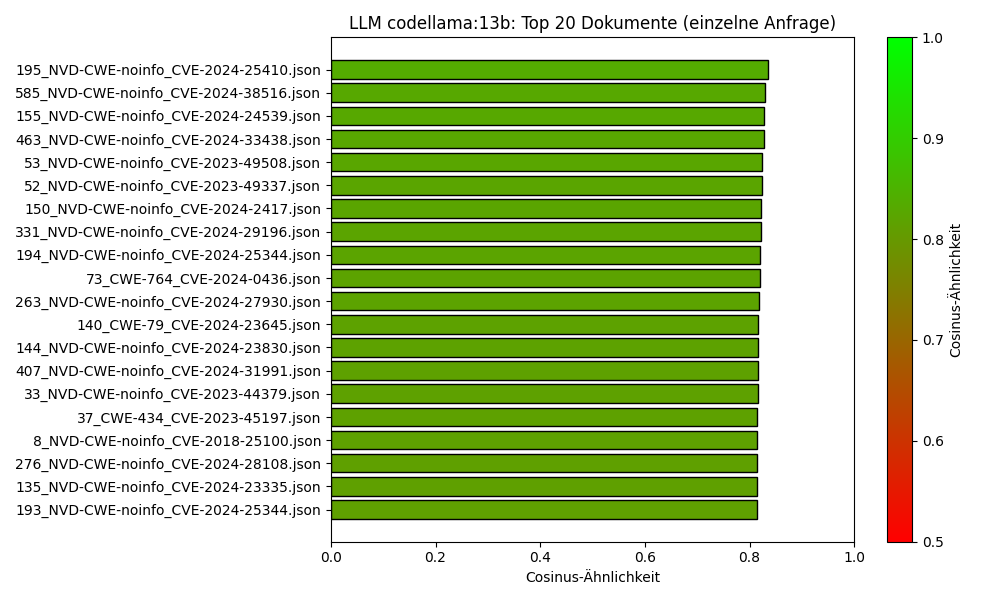 LLM codellama:13b: Top 20 Dokumente (einzelne Anfrage)
195_NVD-CWE-noinfo_CVE-2024-25410.json
585_NVD-CWE-noinfo_CVE-2024-38516.json
155_NVD-CWE-noinfo_CVE-2024-24539.json
463_NVD-CWE-noinfo_CVE-2024-33438.json
53_NVD-CWE-noinfo_CVE-2023-49508.json
52_NVD-CWE-noinfo_CVE-2023-49337.json
150_NVD-CWE-noinfo_CVE-2024-2417.json
331_NVD-CWE-noinfo_CVE-2024-29196.json
194_NVD-CWE-noinfo_CVE-2024-25344.json
73_CWE-764_CVE-2024-0436.json
263_NVD-CWE-noinfo_CVE-2024-27930.json
140_CWE-79_CVE-2024-23645.json
144_NVD-CWE-noinfo_CVE-2024-23830.json
407_NVD-CWE-noinfo_CVE-2024-31991.json
33_NVD-CWE-noinfo_CVE-2023-44379.json
37_CWE-434_CVE-2023-45197.json
8_NVD-CWE-noinfo_CVE-2018-25100.json
276_NVD-CWE-noinfo_CVE-2024-28108.json
135_NVD-CWE-noinfo_CVE-2024-23335.json
193_NVD-CWE-noinfo_CVE-2024-25344.json
0.0 0.2 0.4 0.6 0.8 1.0
Cosinus-Ähnlichkeit
1.0
0.9
0.8
0.7
0.6
0.5
Cosinus-Ähnlichkeit